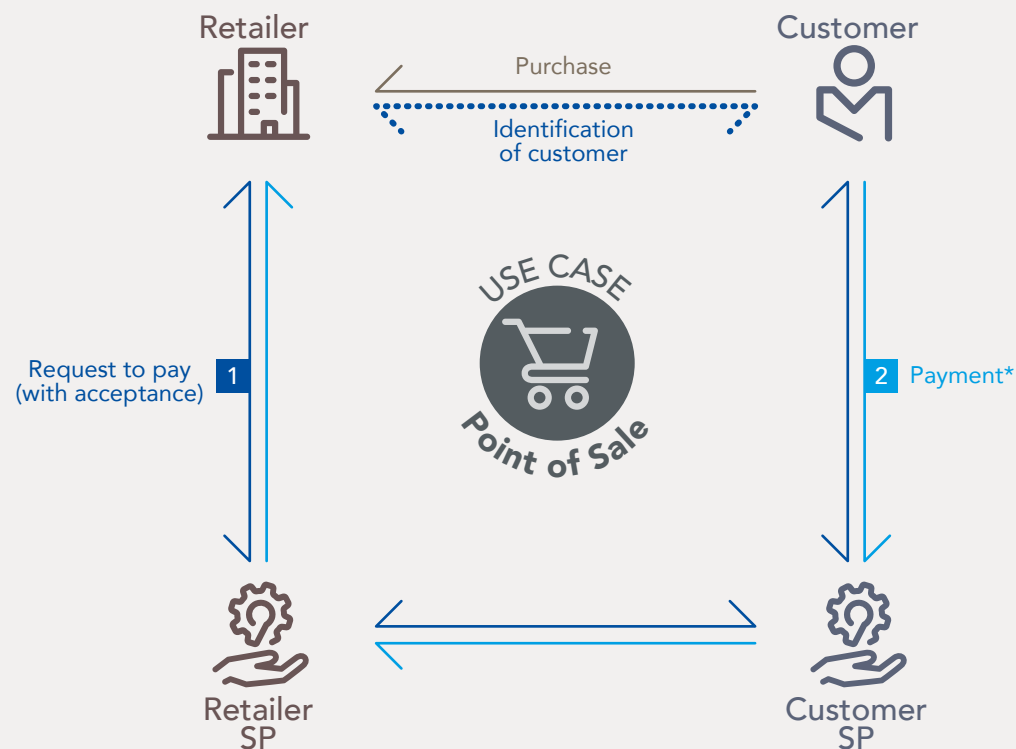 Retailer
Customer
Purchase
Identification
of customer
USE CASE
Point of Sale
Request to pay
(with acceptance)
1
2
Payment*
Retailer
SP
Customer
SP